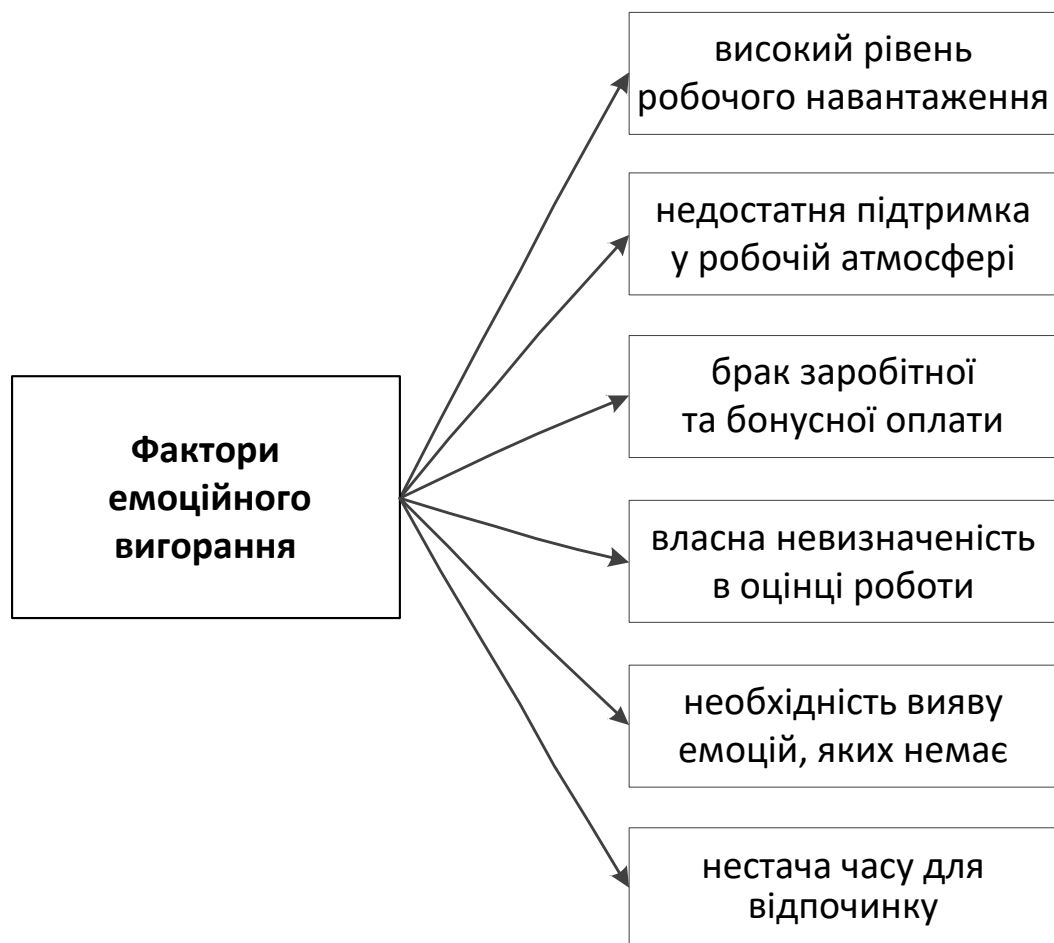 високий рівень
робочого навантаження
недостатня підтримка
у робочій атмосфері
брак заробітної
та бонусної оплати
Фактори
емоційного
вигорання
власна невизначеність
в оцінці роботи
необхідність вияву
емоцій, яких немає
нестача часу для
відпочинку